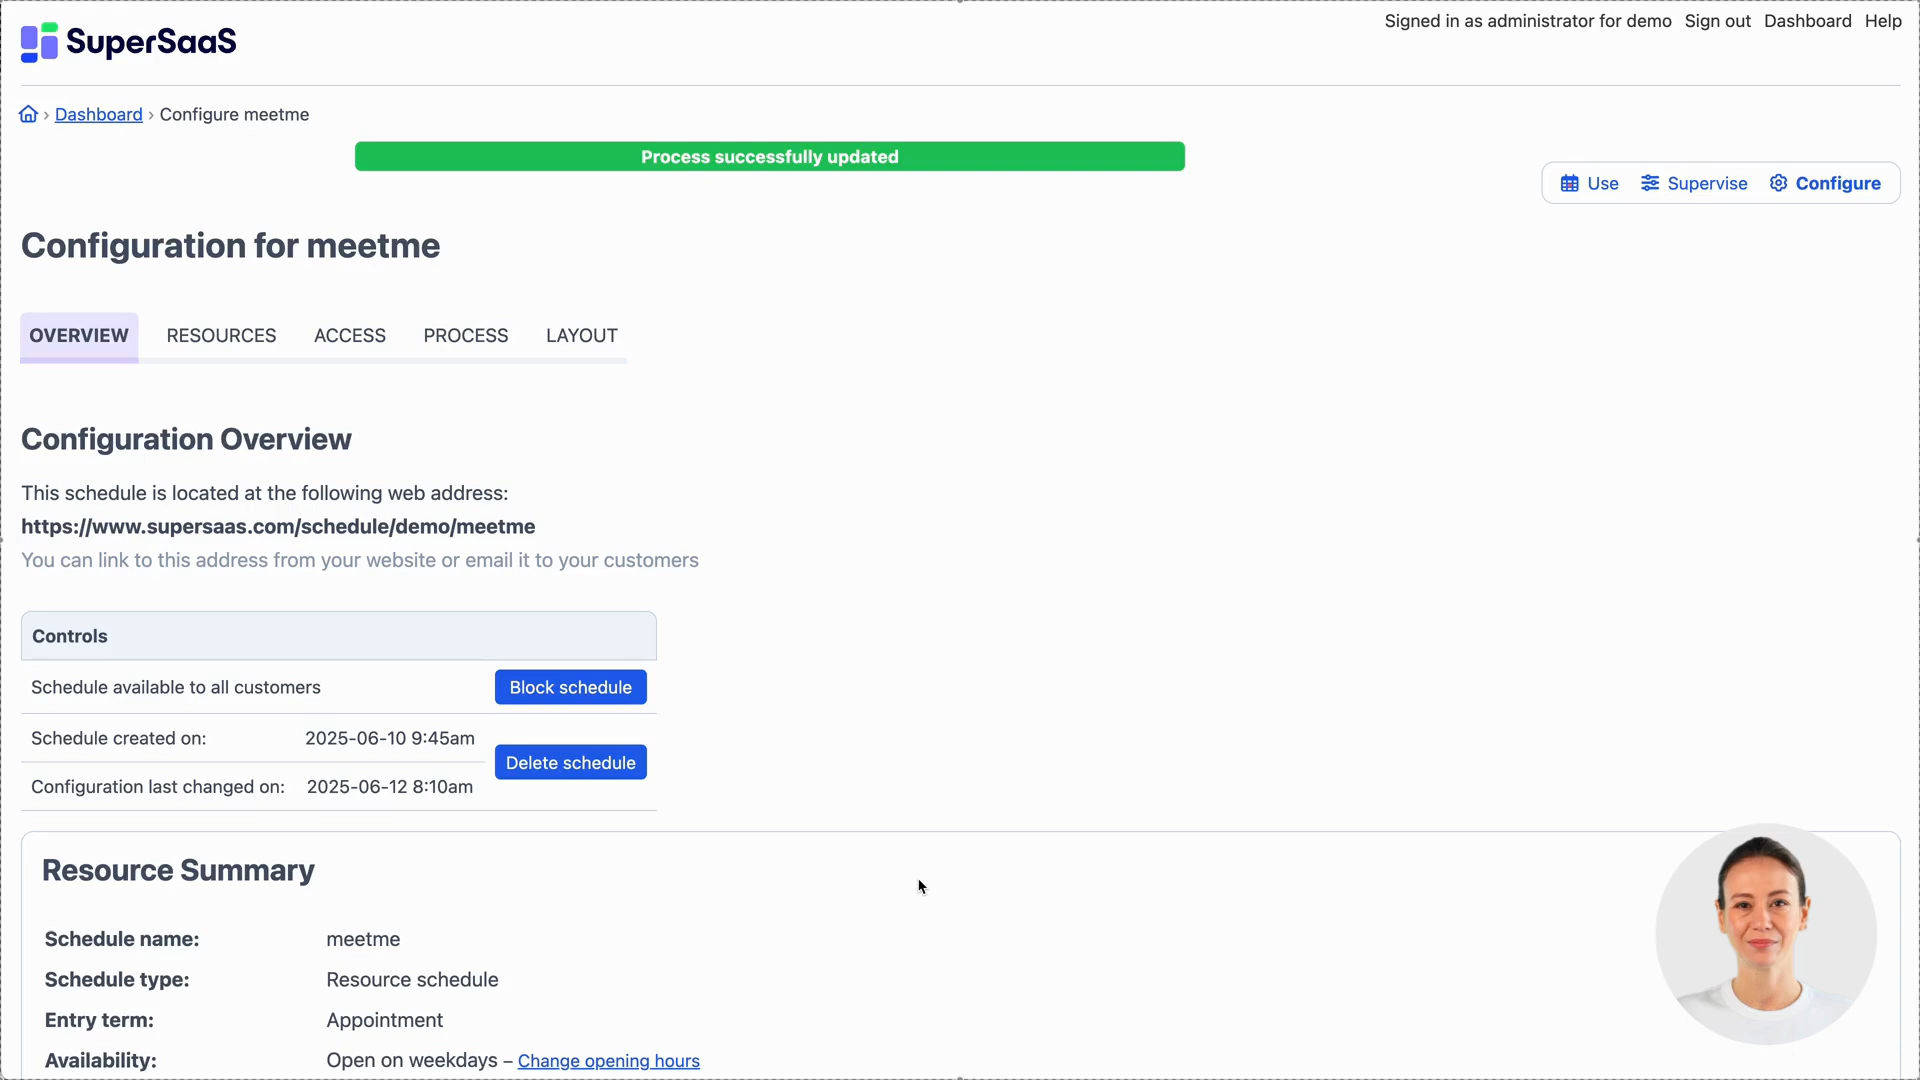 SuperSaaS
Signed in as administrator for demo Sign out Dashboard Help
› Dashboard › Configure meetme
Process successfully updated
Use Supervise Configure
Configuration for meetme
OVERVIEW RESOURCES ACCESS PROCESS LAYOUT
Configuration Overview
This schedule is located at the following web address:
https://www.supersaas.com/schedule/demo/meetme
You can link to this address from your website or email it to your customers
Controls
Schedule available to all customers Block schedule
Schedule created on: 2025-06-10 9:45am
Delete schedule
Configuration last changed on: 2025-06-12 8:10am
Resource Summary
Schedule name: meetme
Schedule type: Resource schedule
Entry term: Appointment
Availability: Open on weekdays – Change opening hours